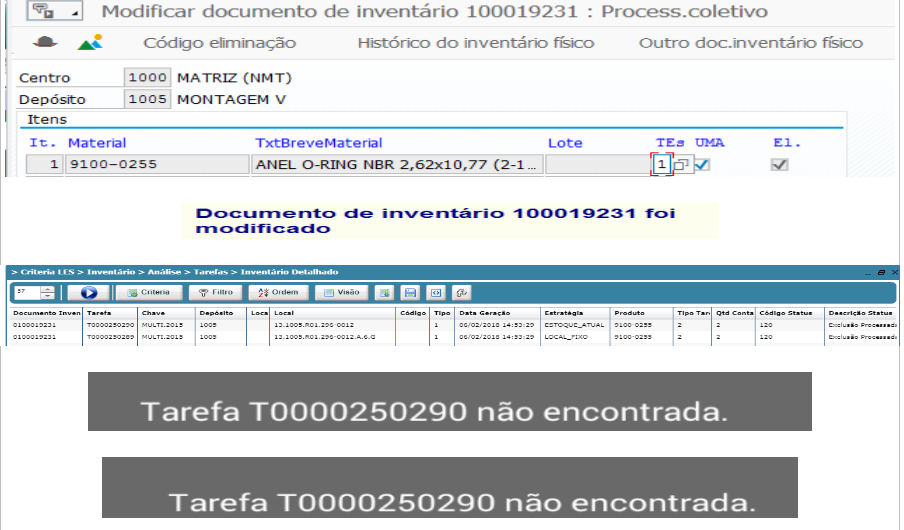 Modificar documento de inventário 100019231 : Process.coletivo
Código eliminação Histórico do inventário físico Outro doc.inventário físico
Centro 1000 MATRIZ (NMT)
Depósito 1005 MONTAGEM V
Itens
It. Material TxtBreveMaterial Lote TEs UMA El.
1 9100-0255 ANEL O-RING NBR 2,62x10,77 (2-1... 1
Documento de inventário 100019231 foi
modificado
> Criteria LES > Inventário > Análise > Tarefas > Inventário Detalhado
37 Criteria Filtro Ordem Visão
Documento Inven Tarefa Chave Depósito Loca Local Código Tipo Data Geração Estratégia Produto Tipo Tar Qtd Conta Código Status Descrição Status
0100019231 T0000250290 MULTI.2015 1005 13.1005.R01.296-0012 1 06/02/2018 14:53:29 ESTOQUE_ATUAL 9100-0255 2 2 120 Exclusão Processada
0100019231 T0000250289 MULTI.2015 1005 13.1005.R01.296-0012.A.6.G 1 06/02/2018 14:53:29 LOCAL_FIXO 9100-0255 2 2 120 Exclusão Processada
Tarefa T0000250290 não encontrada.
Tarefa T0000250290 não encontrada.